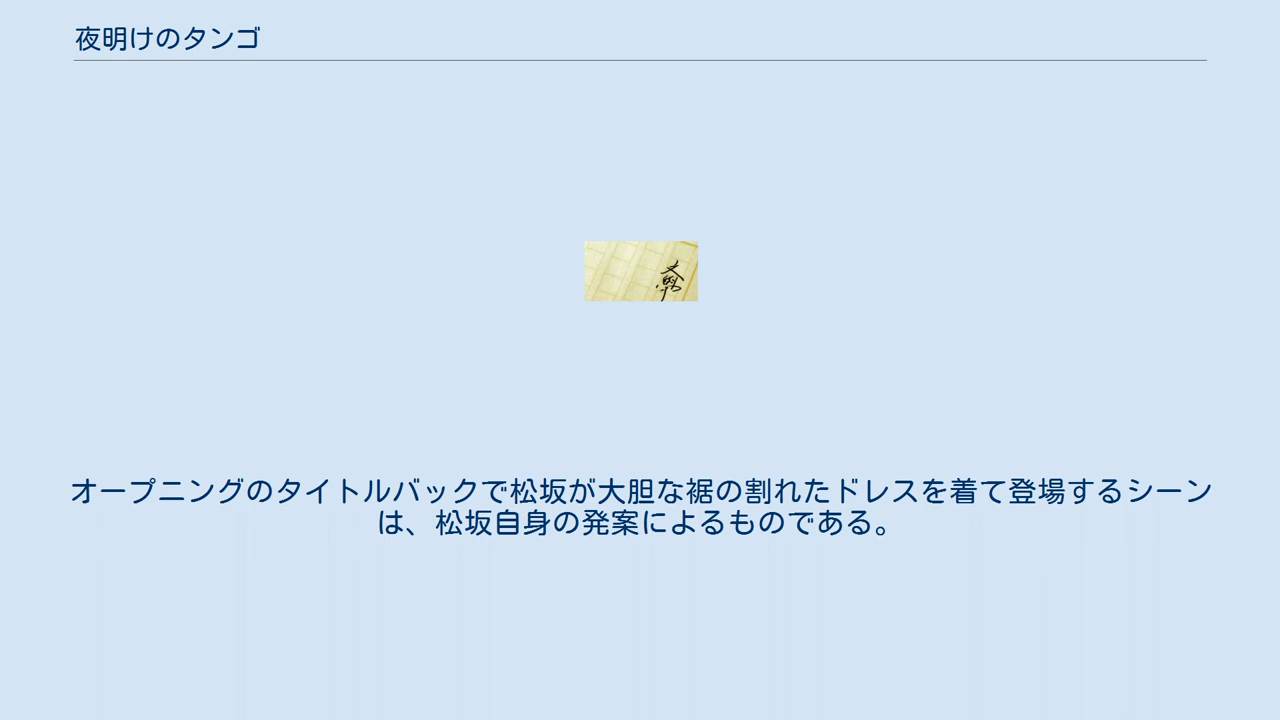 夜明けのタンゴ
オープニングのタイトルバックで松坂が大胆な裾の割れたドレスを着て登場するシーン
は、松坂自身の発案によるものである。